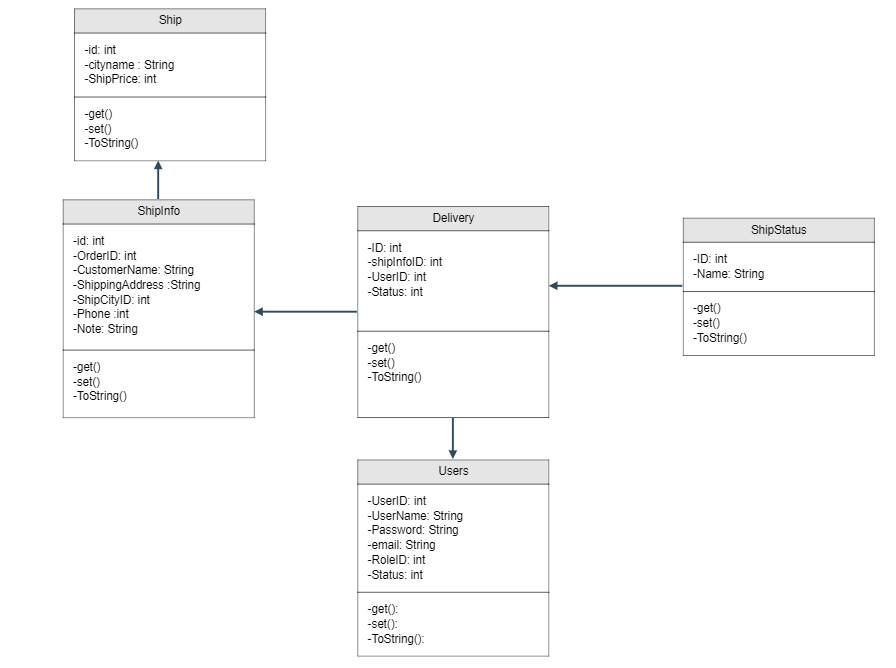 Ship
-id: int
-cityname : String
-ShipPrice: int
-get()
-set()
-ToString()
ShipInfo
-id: int
-OrderID: int
-CustomerName: String
-ShippingAddress :String
-ShipCityID: int
-Phone :int
-Note: String
-get()
-set()
-ToString()
Delivery
-ID: int
-shipInfoID: int
-UserID: int
-Status: int
-get()
-set()
-ToString()
ShipStatus
-ID: int
-Name: String
-get()
-set()
-ToString()
Users
-UserID: int
-UserName: String
-Password: String
-email: String
-RoleID: int
-Status: int
-get():
-set():
-ToString():